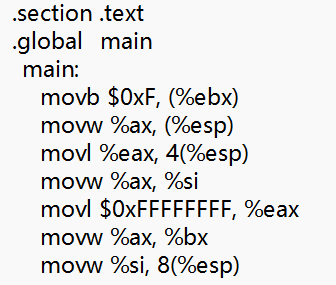 .section .text
.global main
main:
movb $0xF, (%ebx)
movw %ax, (%esp)
movl %eax, 4(%esp)
movw %ax, %si
movl $0xFFFFFFFF, %eax
movw %ax, %bx
movw %si, 8(%esp)